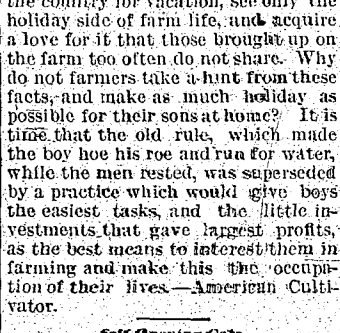 the country for vacation, see only the
holiday side of farm life, and acquire
a love for it that those brought up on
the farm too often do not share. Why
do not farmers take a hint from these
facts, and make as much holiday as
possible for their sons at home? It is
time that the old rule, which made
the boy hoe his roe and run for water,
while the men rested, was superseded
by a practice which would give boys
the easiest tasks, and the little in-
vestments that gave largest profits,
as the best means to interest them in
farming and make this the occupa-
tion of their lives.—American Culti-
vator.